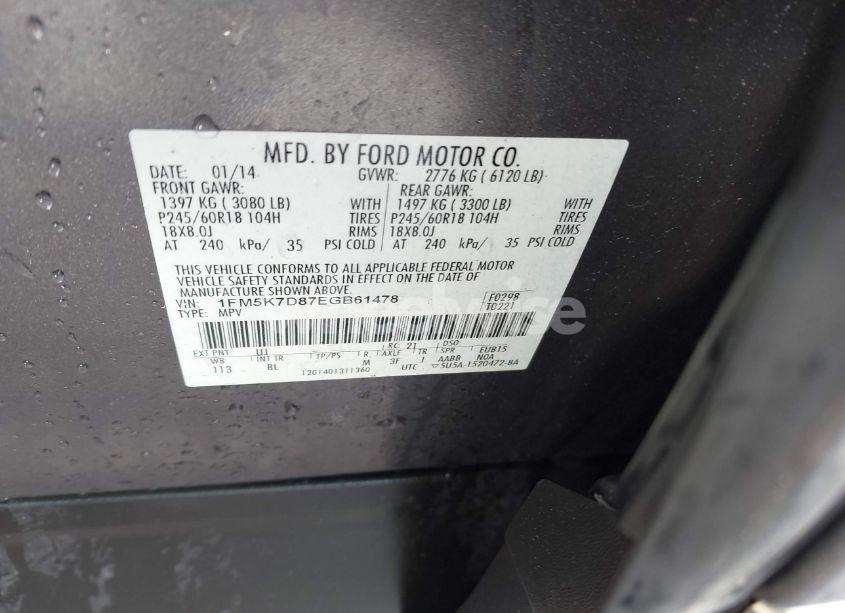 MFD. BY FORD MOTOR CO.
DATE: 01/14 GVWR: 2776 KG ( 6120 LB)
FRONT GAWR: REAR GAWR:
1397 KG ( 3080 LB) WITH 1497 KG ( 3300 LB) WITH
P245/60R18 104H TIRES P245/60R18 104H TIRES
18X8.0J RIMS 18X8.0J RIMS
AT 240 kPa/ 35 PSI COLD AT 240 kPa/ 35 PSI COLD
THIS VEHICLE CONFORMS TO ALL APPLICABLE FEDERAL MOTOR
VEHICLE SAFETY STANDARDS IN EFFECT ON THE DATE OF
MANUFACTURE SHOWN ABOVE.
VIN: 1FM5K7D87EGB61478 F0298
TYPE: MPV T0221
EXT PNT UJ RC: 21 DSO:
WB INT TR TP/PS R AXLE TR SPR EUB15
113 BL M 3F 1 AABB N0A
1201401311360 UTC ▽5U5A-1520472-BA